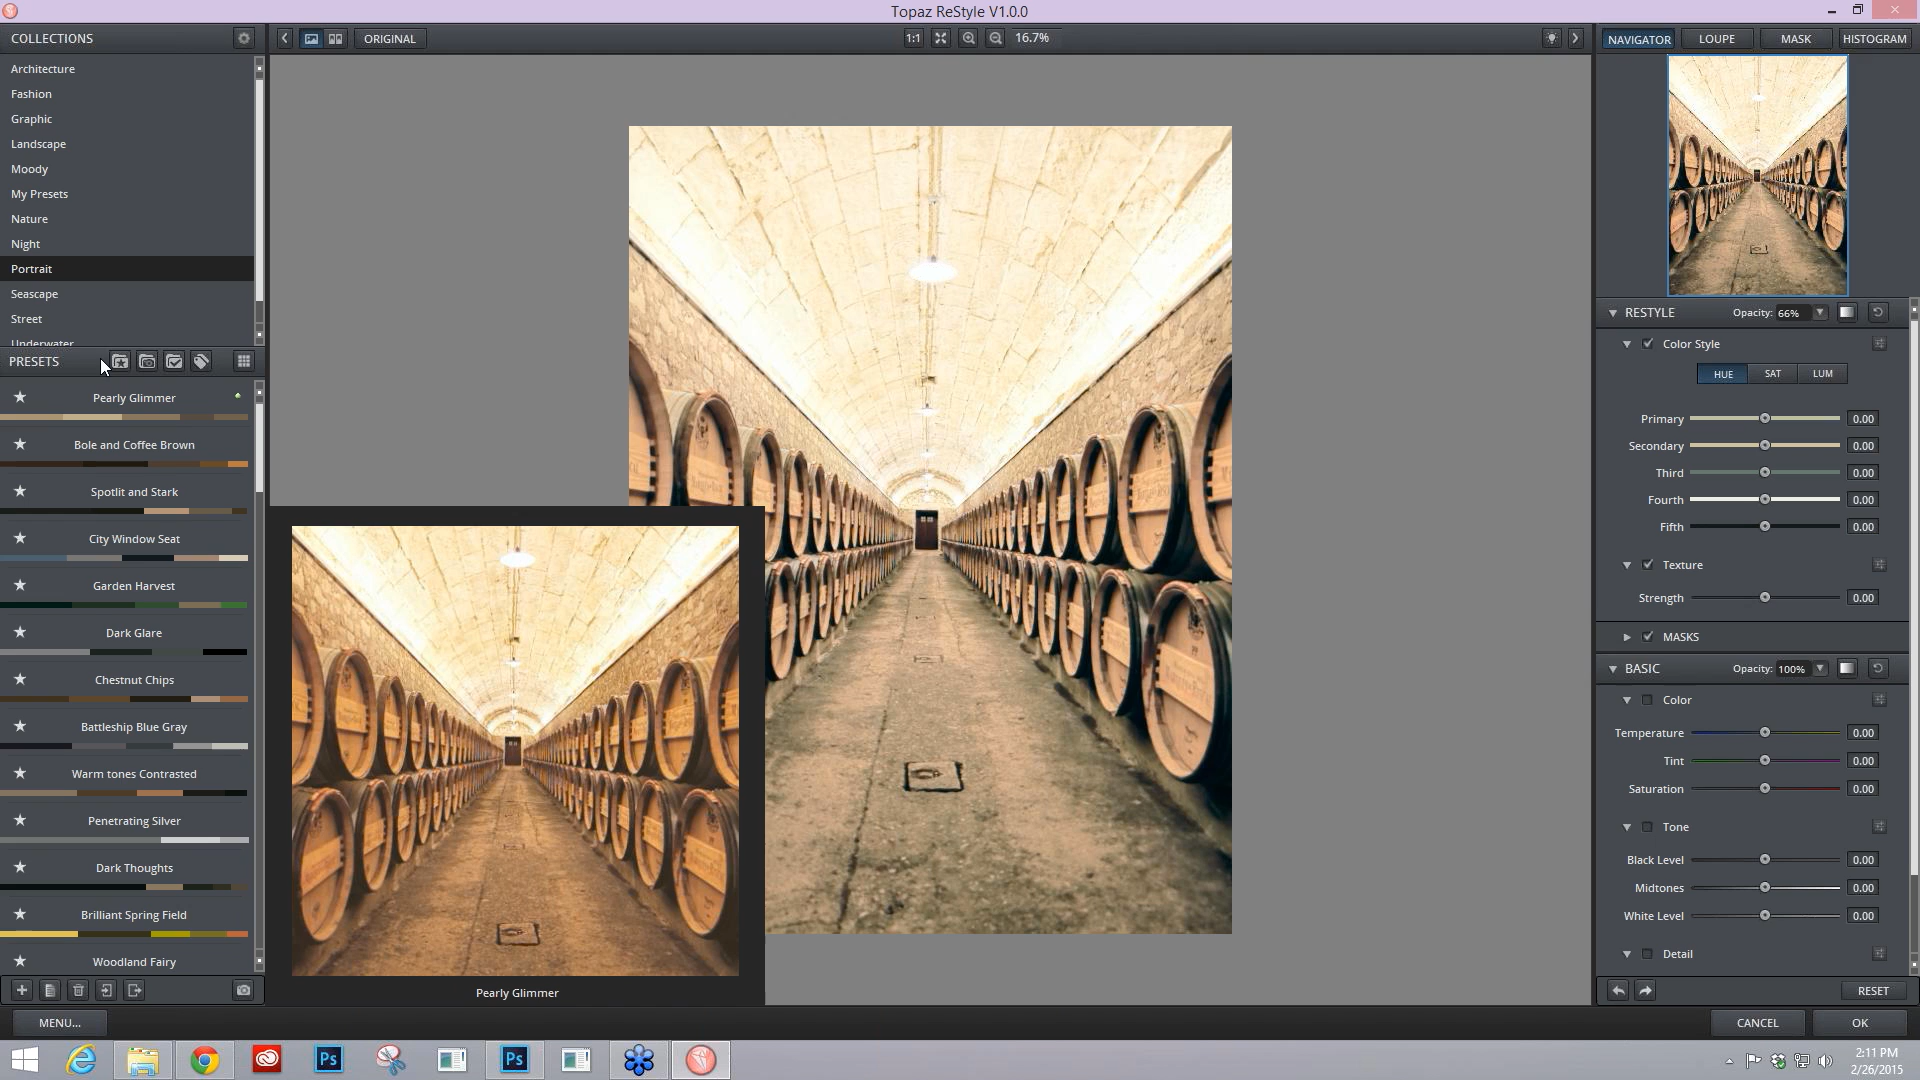 Topaz ReStyle V1.0.0
COLLECTIONS
ORIGINAL
1:1
16.7%
NAVIGATOR
LOUPE
MASK
HISTOGRAM
Architecture
Fashion
Graphic
Landscape
Moody
My Presets
Nature
Night
Portrait
Seascape
Street
Underwater
PRESETS
Pearly Glimmer
Bole and Coffee Brown
Spotlit and Stark
City Window Seat
Garden Harvest
Dark Glare
Chestnut Chips
Battleship Blue Gray
Warm tones Contrasted
Penetrating Silver
Dark Thoughts
Brilliant Spring Field
Woodland Fairy
Pearly Glimmer
RESTYLE
Opacity: 66%
Color Style
HUE
SAT
LUM
Primary 0.00
Secondary 0.00
Third 0.00
Fourth 0.00
Fifth 0.00
Texture
Strength 0.00
MASKS
BASIC
Opacity: 100%
Color
Temperature 0.00
Tint 0.00
Saturation 0.00
Tone
Black Level 0.00
Midtones 0.00
White Level 0.00
Detail
RESET
MENU...
CANCEL
OK
Ps
Ps
2:11 PM
2/26/2015